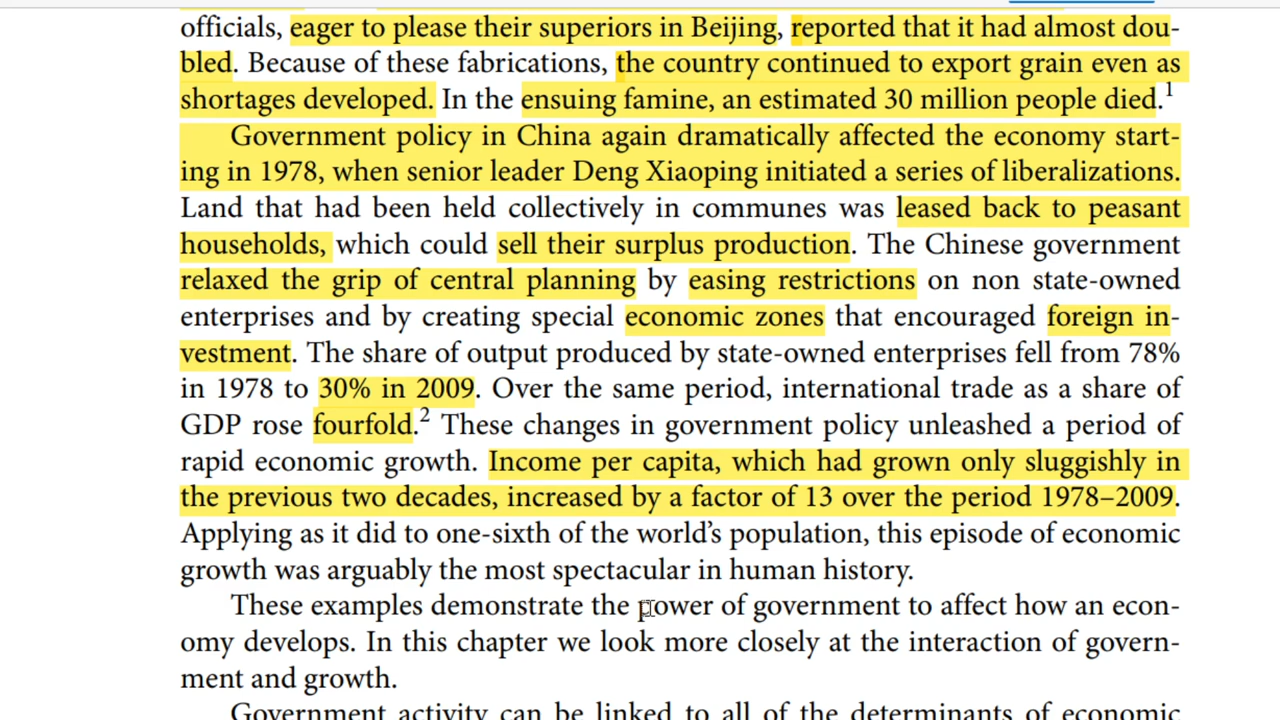 officials, eager to please their superiors in Beijing, reported that it had almost dou-
bled. Because of these fabrications, the country continued to export grain even as
shortages developed. In the ensuing famine, an estimated 30 million people died.1
Government policy in China again dramatically affected the economy start-
ing in 1978, when senior leader Deng Xiaoping initiated a series of liberalizations.
Land that had been held collectively in communes was leased back to peasant
households, which could sell their surplus production. The Chinese government
relaxed the grip of central planning by easing restrictions on non state-owned
enterprises and by creating special economic zones that encouraged foreign in-
vestment. The share of output produced by state-owned enterprises fell from 78%
in 1978 to 30% in 2009. Over the same period, international trade as a share of
GDP rose fourfold.2 These changes in government policy unleashed a period of
rapid economic growth. Income per capita, which had grown only sluggishly in
the previous two decades, increased by a factor of 13 over the period 1978–2009.
Applying as it did to one-sixth of the world’s population, this episode of economic
growth was arguably the most spectacular in human history.
These examples demonstrate the power of government to affect how an econ-
omy develops. In this chapter we look more closely at the interaction of govern-
ment and growth.
Government activity can be linked to all of the determinants of economic